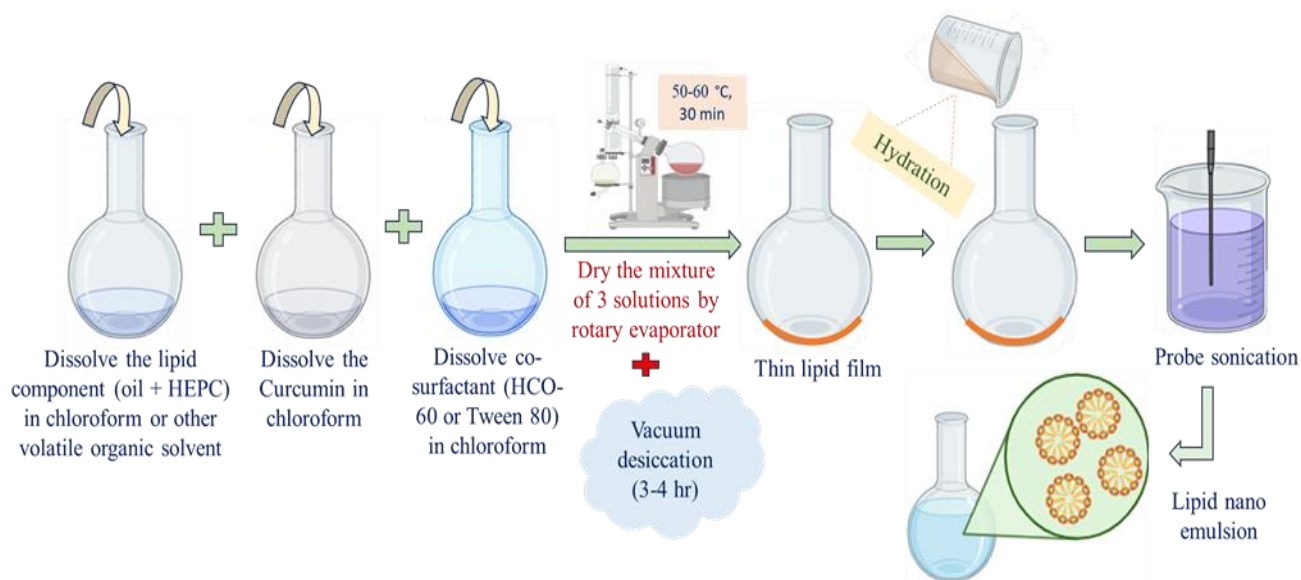 Dissolve the lipid
component (oil + HEPC)
in chloroform or other
volatile organic solvent
Dissolve the
Curcumin in
chloroform
Dissolve co-
surfactant (HCO-
60 or Tween 80)
in chloroform
50-60 °C,
30 min
Dry the mixture
of 3 solutions by
rotary evaporator
Vacuum
desiccation
(3-4 hr)
Thin lipid film
Hydration
Probe sonication
Lipid nano
emulsion